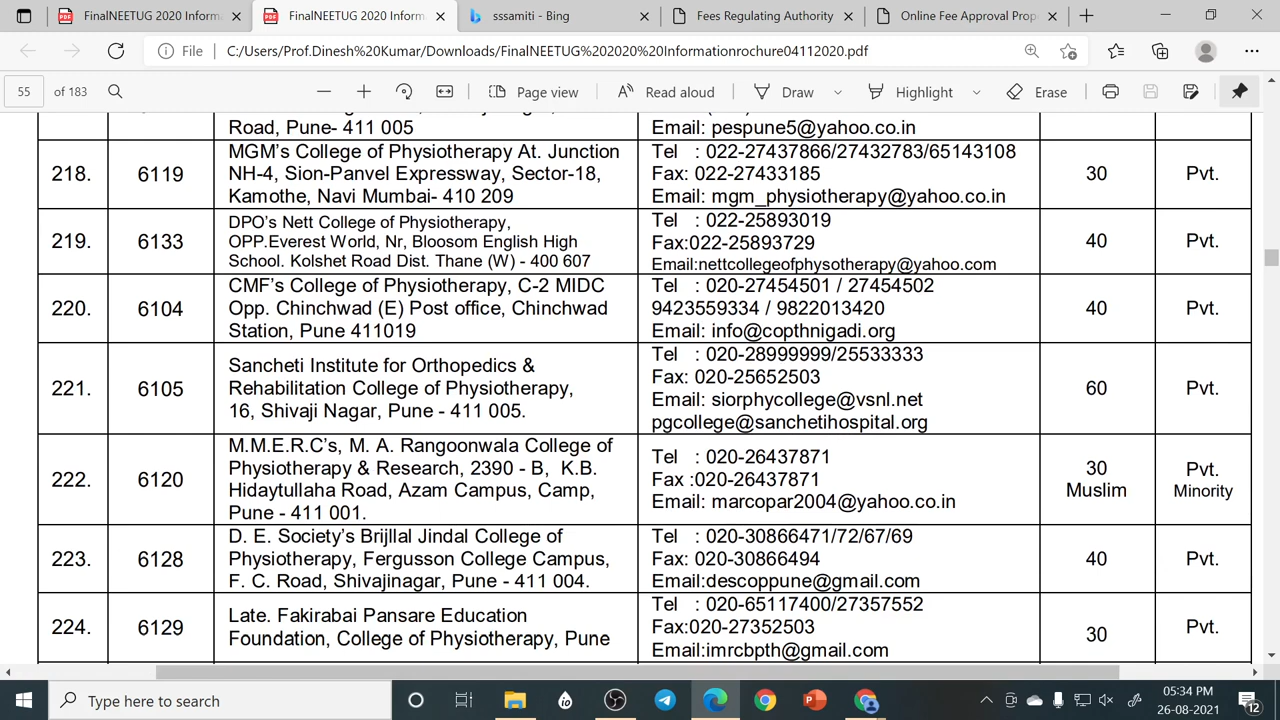 FinalNEETUG 2020 Inform
FinalNEETUG 2020 Inform
sssamiti - Bing
Fees Regulating Authority
Online Fee Approval Prop
File
C:/Users/Prof.Dinesh%20Kumar/Downloads/FinalNEETUG%202020%20Informationrochure04112020.pdf
55 of 183
Page view
Read aloud
Draw
Highlight
Erase
Road, Pune- 411 005
Email: pespune5@yahoo.co.in
218.
6119
MGM's College of Physiotherapy At. Junction
NH-4, Sion-Panvel Expressway, Sector-18,
Kamothe, Navi Mumbai- 410 209
Tel : 022-27437866/27432783/65143108
Fax: 022-27433185
Email: mgm_physiotherapy@yahoo.co.in
30
Pvt.
219.
6133
DPO's Nett College of Physiotherapy,
OPP.Everest World, Nr, Bloosom English High
School. Kolshet Road Dist. Thane (W) - 400 607
Tel : 022-25893019
Fax:022-25893729
Email:nettcollegeofphysotherapy@yahoo.com
40
Pvt.
220.
6104
CMF's College of Physiotherapy, C-2 MIDC
Opp. Chinchwad (E) Post office, Chinchwad
Station, Pune 411019
Tel : 020-27454501 / 27454502
9423559334 / 9822013420
Email: info@copthnigadi.org
40
Pvt.
221.
6105
Sancheti Institute for Orthopedics &
Rehabilitation College of Physiotherapy,
16, Shivaji Nagar, Pune - 411 005.
Tel : 020-28999999/25533333
Fax: 020-25652503
Email: siorphycollege@vsnl.net
pgcollege@sanchetihospital.org
60
Pvt.
222.
6120
M.M.E.R.C's, M. A. Rangoonwala College of
Physiotherapy & Research, 2390 - B, K.B.
Hidaytullaha Road, Azam Campus, Camp,
Pune - 411 001.
Tel : 020-26437871
Fax :020-26437871
Email: marcopar2004@yahoo.co.in
30
Muslim
Pvt.
Minority
223.
6128
D. E. Society's Brijllal Jindal College of
Physiotherapy, Fergusson College Campus,
F. C. Road, Shivajinagar, Pune - 411 004.
Tel : 020-30866471/72/67/69
Fax: 020-30866494
Email:descoppune@gmail.com
40
Pvt.
224.
6129
Late. Fakirabai Pansare Education
Foundation, College of Physiotherapy, Pune
Tel : 020-65117400/27357552
Fax:020-27352503
Email:imrcbpth@gmail.com
30
Pvt.
Type here to search
05:34 PM
26-08-2021
12